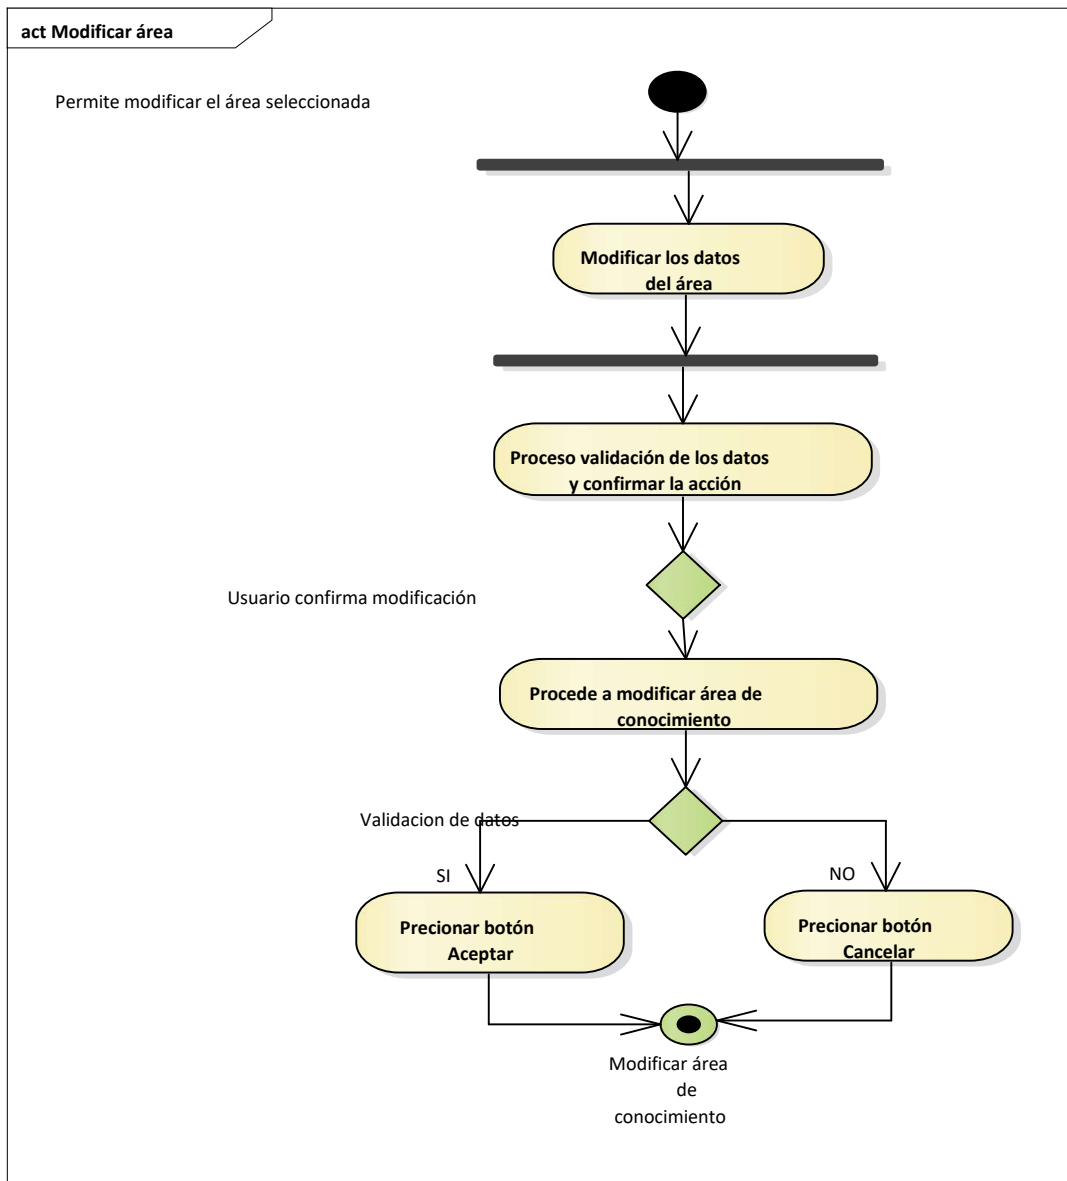 act Modificar área
Permite modificar el área seleccionada
Modificar los datos
del área
Proceso validación de los datos
y confirmar la acción
Usuario confirma modificación
Procede a modificar área de
conocimiento
Validacion de datos
SI
NO
Precionar botón
Aceptar
Precionar botón
Cancelar
Modificar área
de
conocimiento